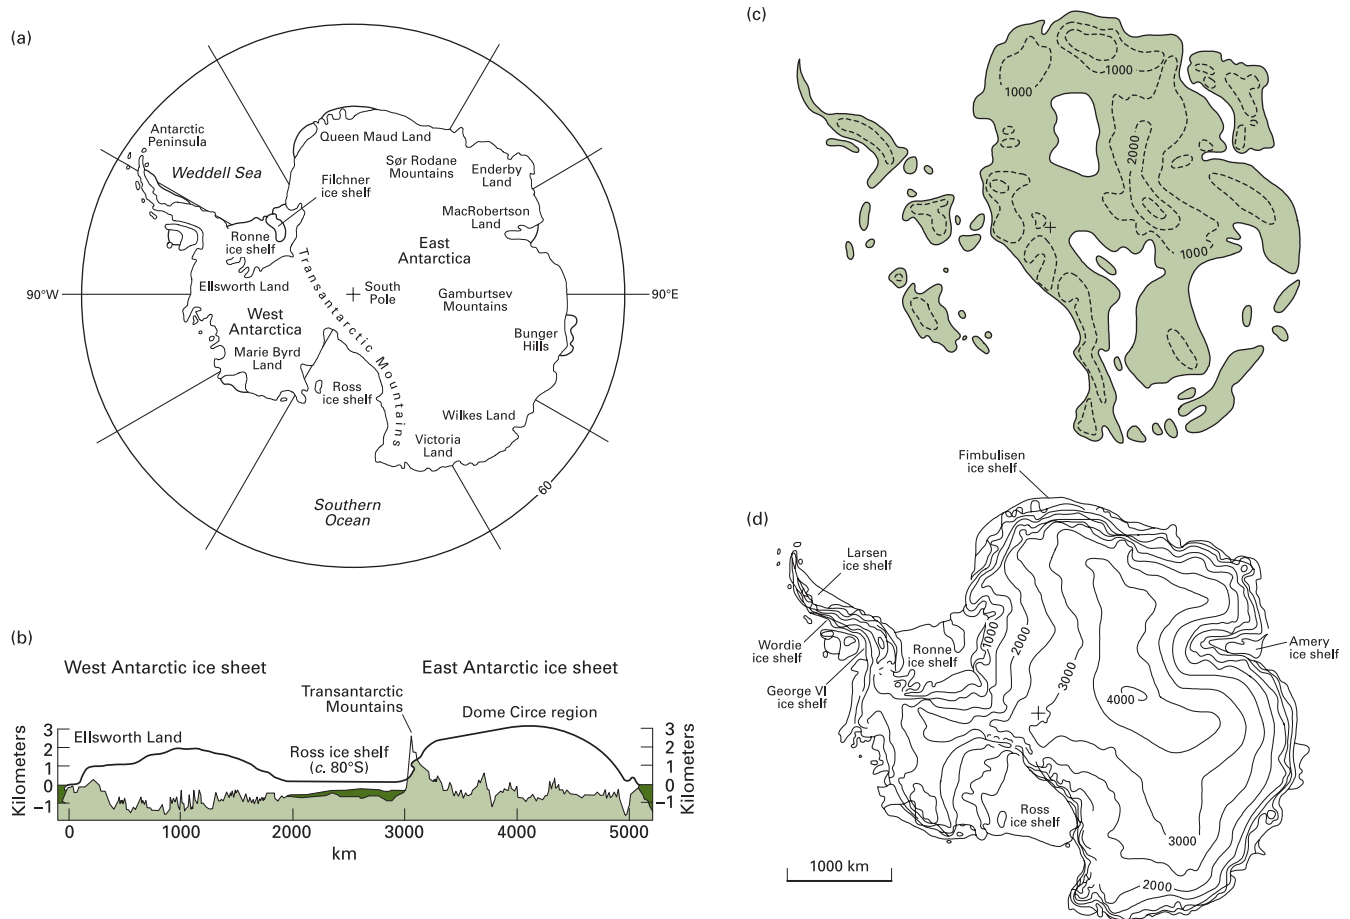 (a)
Antarctic
Peninsula
Weddell Sea
Queen Maud Land
Sør Rodane
Mountains
Enderby
Land
Filchner
ice shelf
MacRobertson
Land
Ronne
ice shelf
East
Antarctica
Transantarctic Mountains
Ellsworth Land
90°W
South
Pole
Gamburtsev
Mountains
90°E
West
Antarctica
Bunger
Hills
Marie Byrd
Land
Ross
ice shelf
Wilkes Land
Victoria
Land
60
Southern
Ocean
(b)
West Antarctic ice sheet
East Antarctic ice sheet
Transantarctic
Mountains
Dome Circe region
Ellsworth Land
Ross ice shelf
(c. 80°S)
Kilometers
3
2
1
0
−1
3
2
1
0
−1
Kilometers
0
1000
2000
3000
4000
5000
km
(c)
1000
1000
2000
1000
(d)
Fimbulisen
ice shelf
Larsen
ice shelf
Wordie
ice shelf
George VI
ice shelf
Ronne
ice shelf
1000
2000
3000
4000
Amery
ice shelf
Ross
ice shelf
3000
2000
1000 km